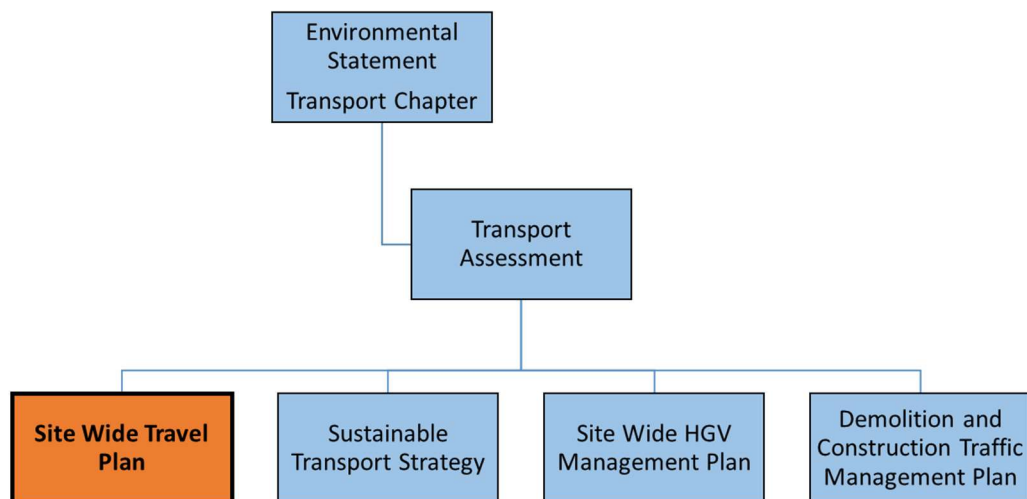 Environmental
Statement
Transport Chapter
Transport
Assessment
Site Wide Travel
Plan
Sustainable
Transport Strategy
Site Wide HGV
Management Plan
Demolition and
Construction Traffic
Management Plan